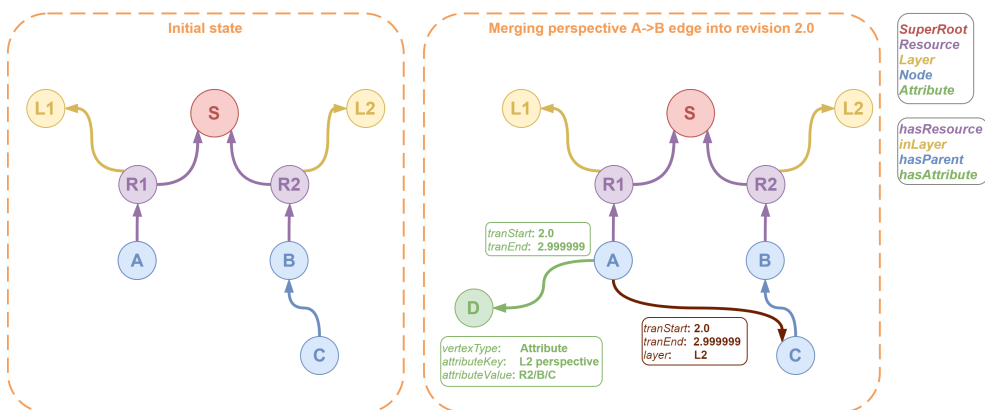 Initial state
L1
S
L2
R1
R2
A
B
C
Merging perspective A->B edge into revision 2.0
L1
S
L2
R1
R2
tranStart: 2.0
tranEnd: 2.999999
A
B
D
tranStart: 2.0
tranEnd: 2.999999
layer: L2
C
vertexType: Attribute
attributeKey: L2 perspective
attributeValue: R2/B/C
SuperRoot
Resource
Layer
Node
Attribute
hasResource
inLayer
hasParent
hasAttribute